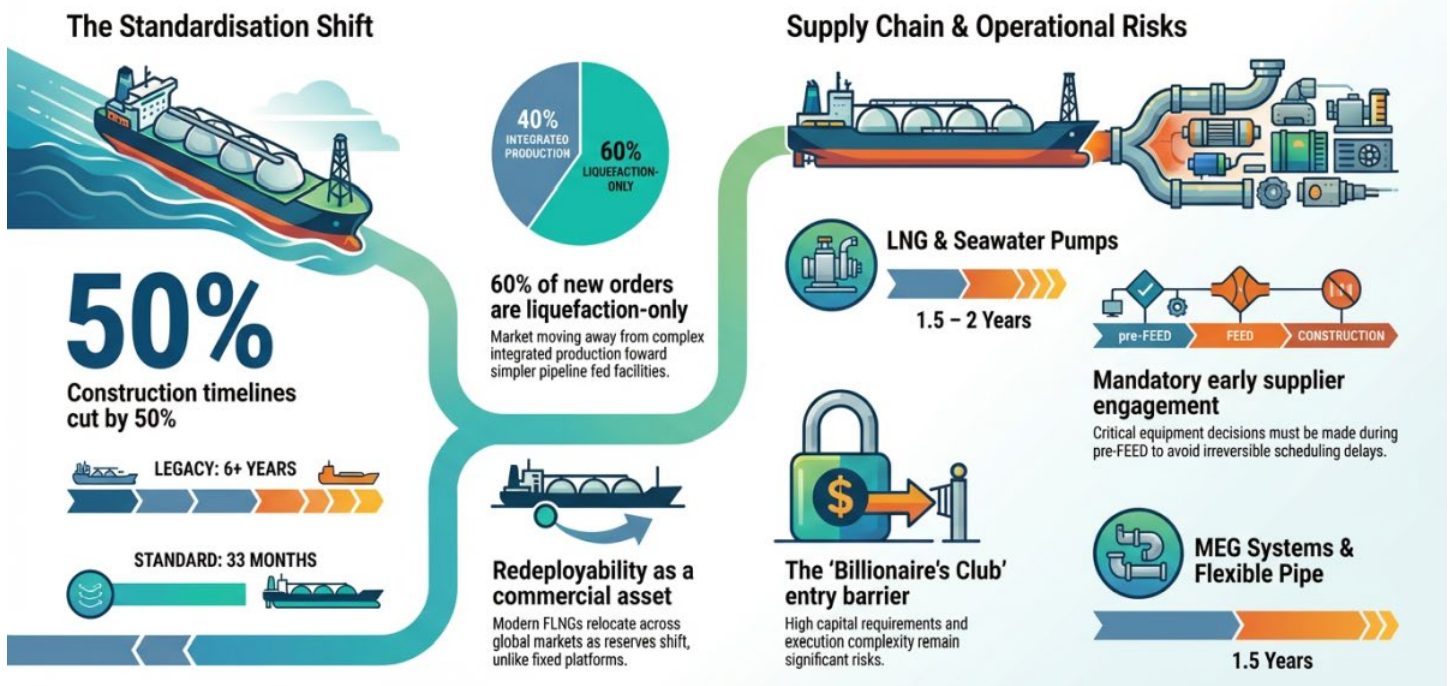 The Standardisation Shift
50%
Construction timelines
cut by 50%
LEGACY: 6+ YEARS
STANDARD: 33 MONTHS
40%
INTEGRATED
PRODUCTION
60%
LIQUEFACTION-
ONLY
60% of new orders
are liquefaction-only
Market moving away from complex
integrated production foward
simpler pipeline fed facilities.
Redeployability as a
commercial asset
Modern FLNGs relocate across
global markets as reserves shift,
unlike fixed platforms.
Supply Chain & Operational Risks
LNG & Seawater Pumps
1.5 – 2 Years
pre-FEED
FEED
CONSTRUCTION
Mandatory early supplier
engagement
Critical equipment decisions must be made during
pre-FEED to avoid irreversible scheduling delays.
$
The ‘Billionaire’s Club’
entry barrier
High capital requirements and
execution complexity remain
significant risks.
MEG Systems &
Flexible Pipe
1.5 Years